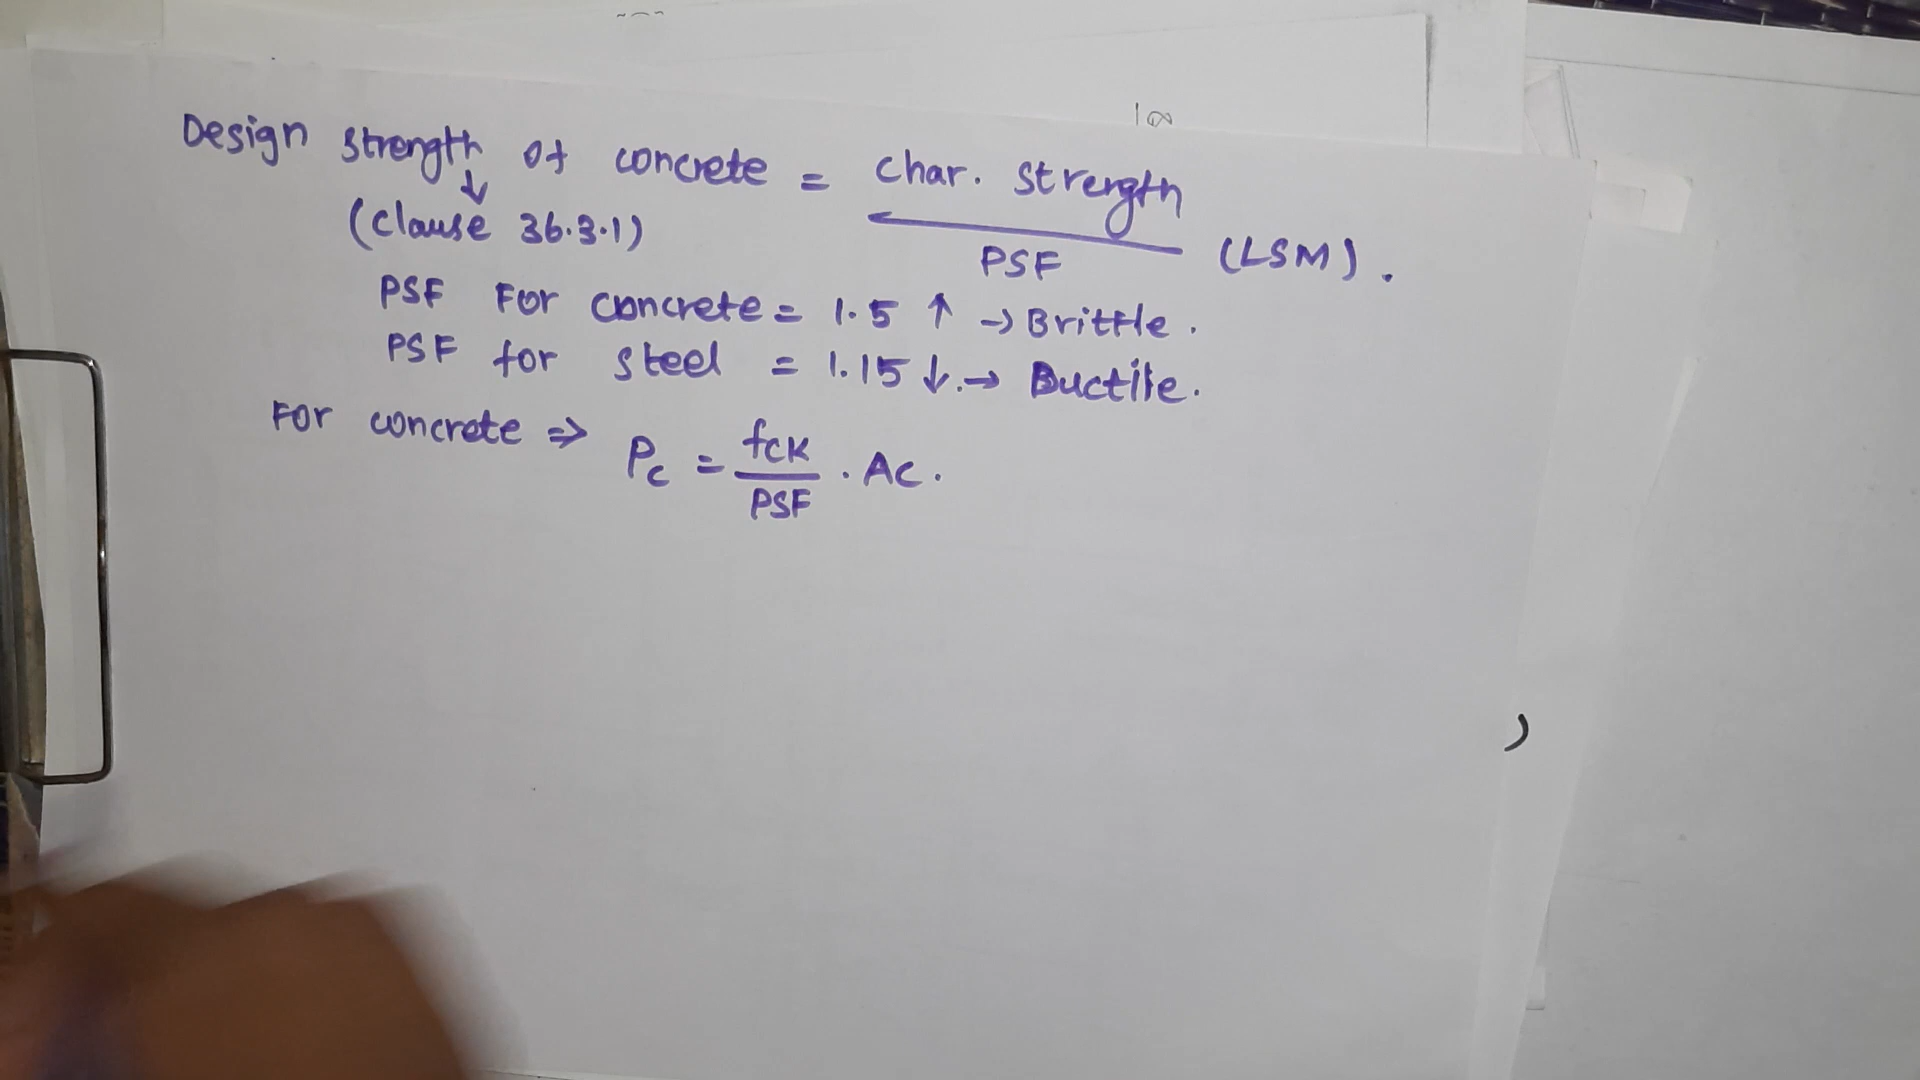 100
Design strength of concrete = Char. strength / PSF (LSM).
(Clause 36.3.1)
PSF For concrete = 1.5 ↑ → Brittle.
PSF for steel = 1.15 ↓. → Ductile.
For concrete ⇒ Pc = fck / PSF . Ac.